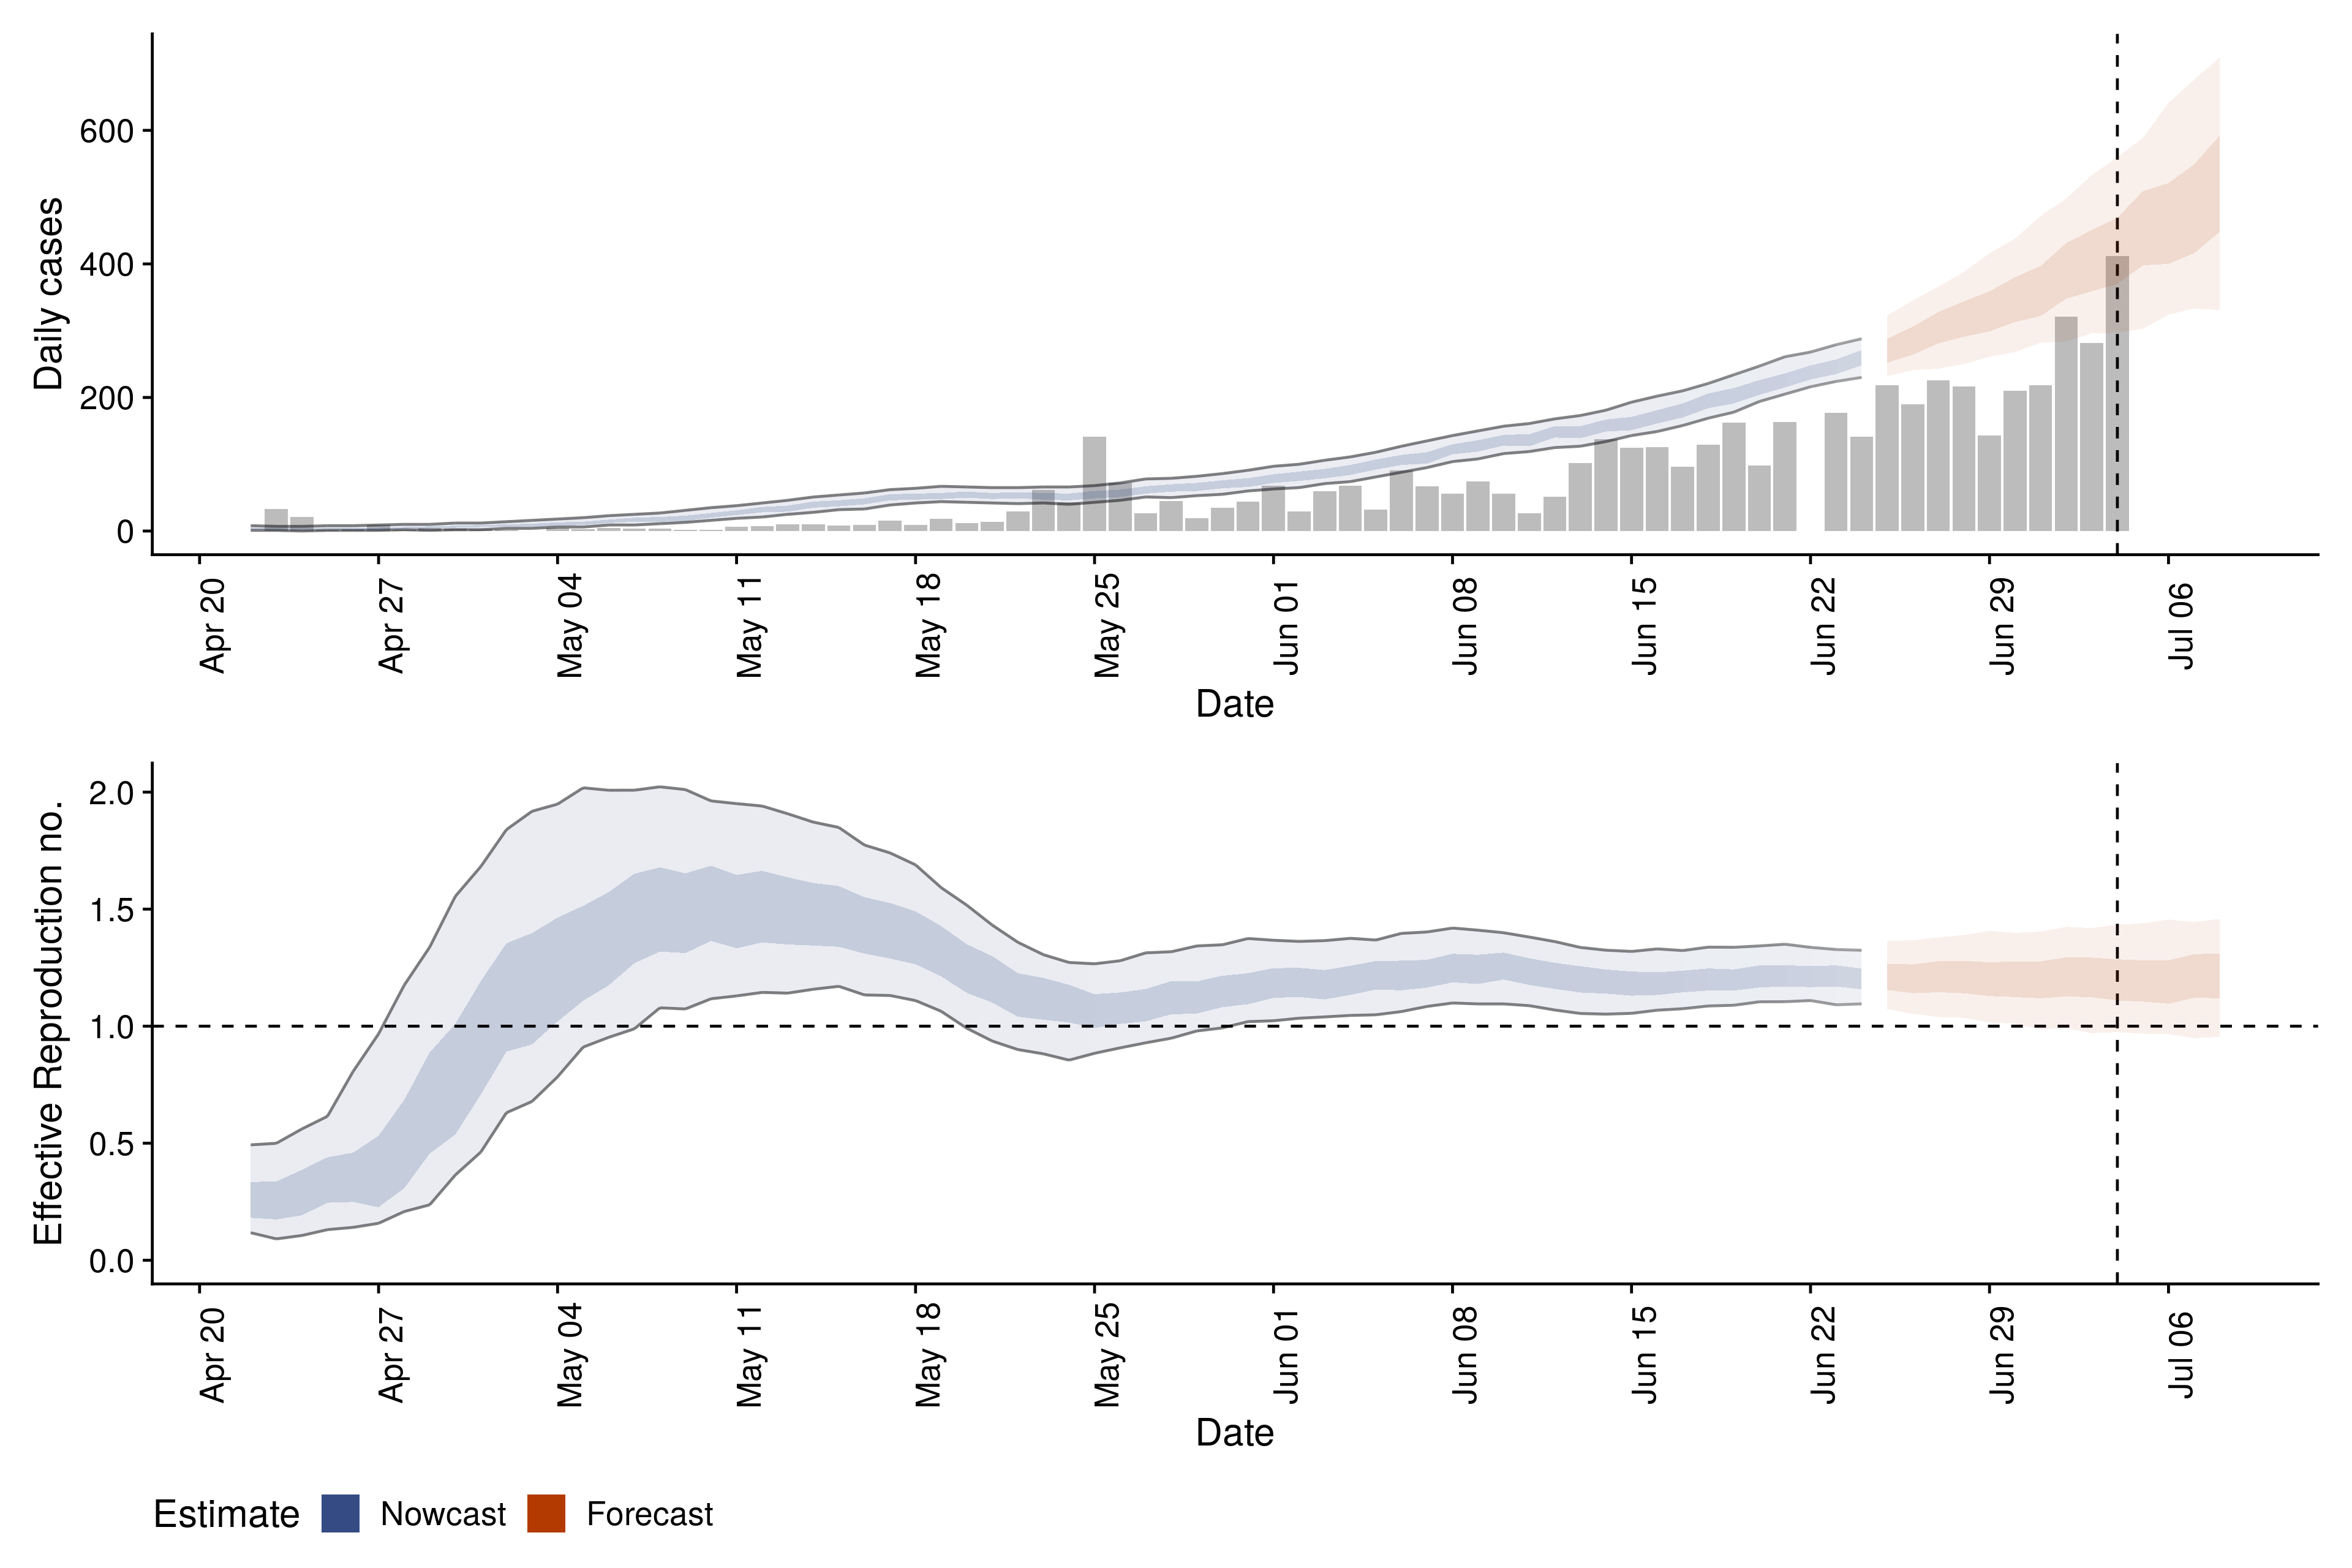 600
400
200
0
Daily cases
Apr 20 Apr 27 May 04 May 11 May 18 May 25 Jun 01 Jun 08 Jun 15 Jun 22 Jun 29 Jul 06
Date
2.0
1.5
1.0
0.5
0.0
Effective Reproduction no.
Apr 20 Apr 27 May 04 May 11 May 18 May 25 Jun 01 Jun 08 Jun 15 Jun 22 Jun 29 Jul 06
Date
Estimate Nowcast Forecast